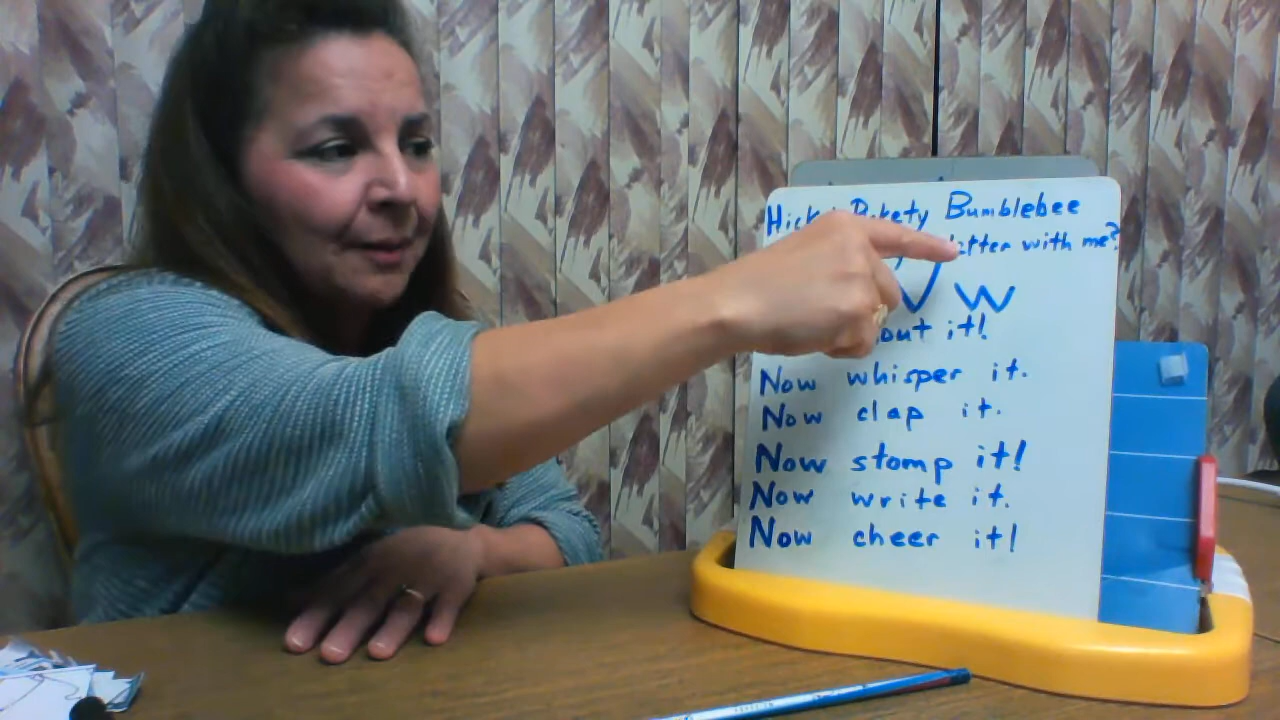 Bumblebee
letter with me?
w
it!
Now whisper it.
Now clap it.
Now stomp it!
Now write it.
Now cheer it!